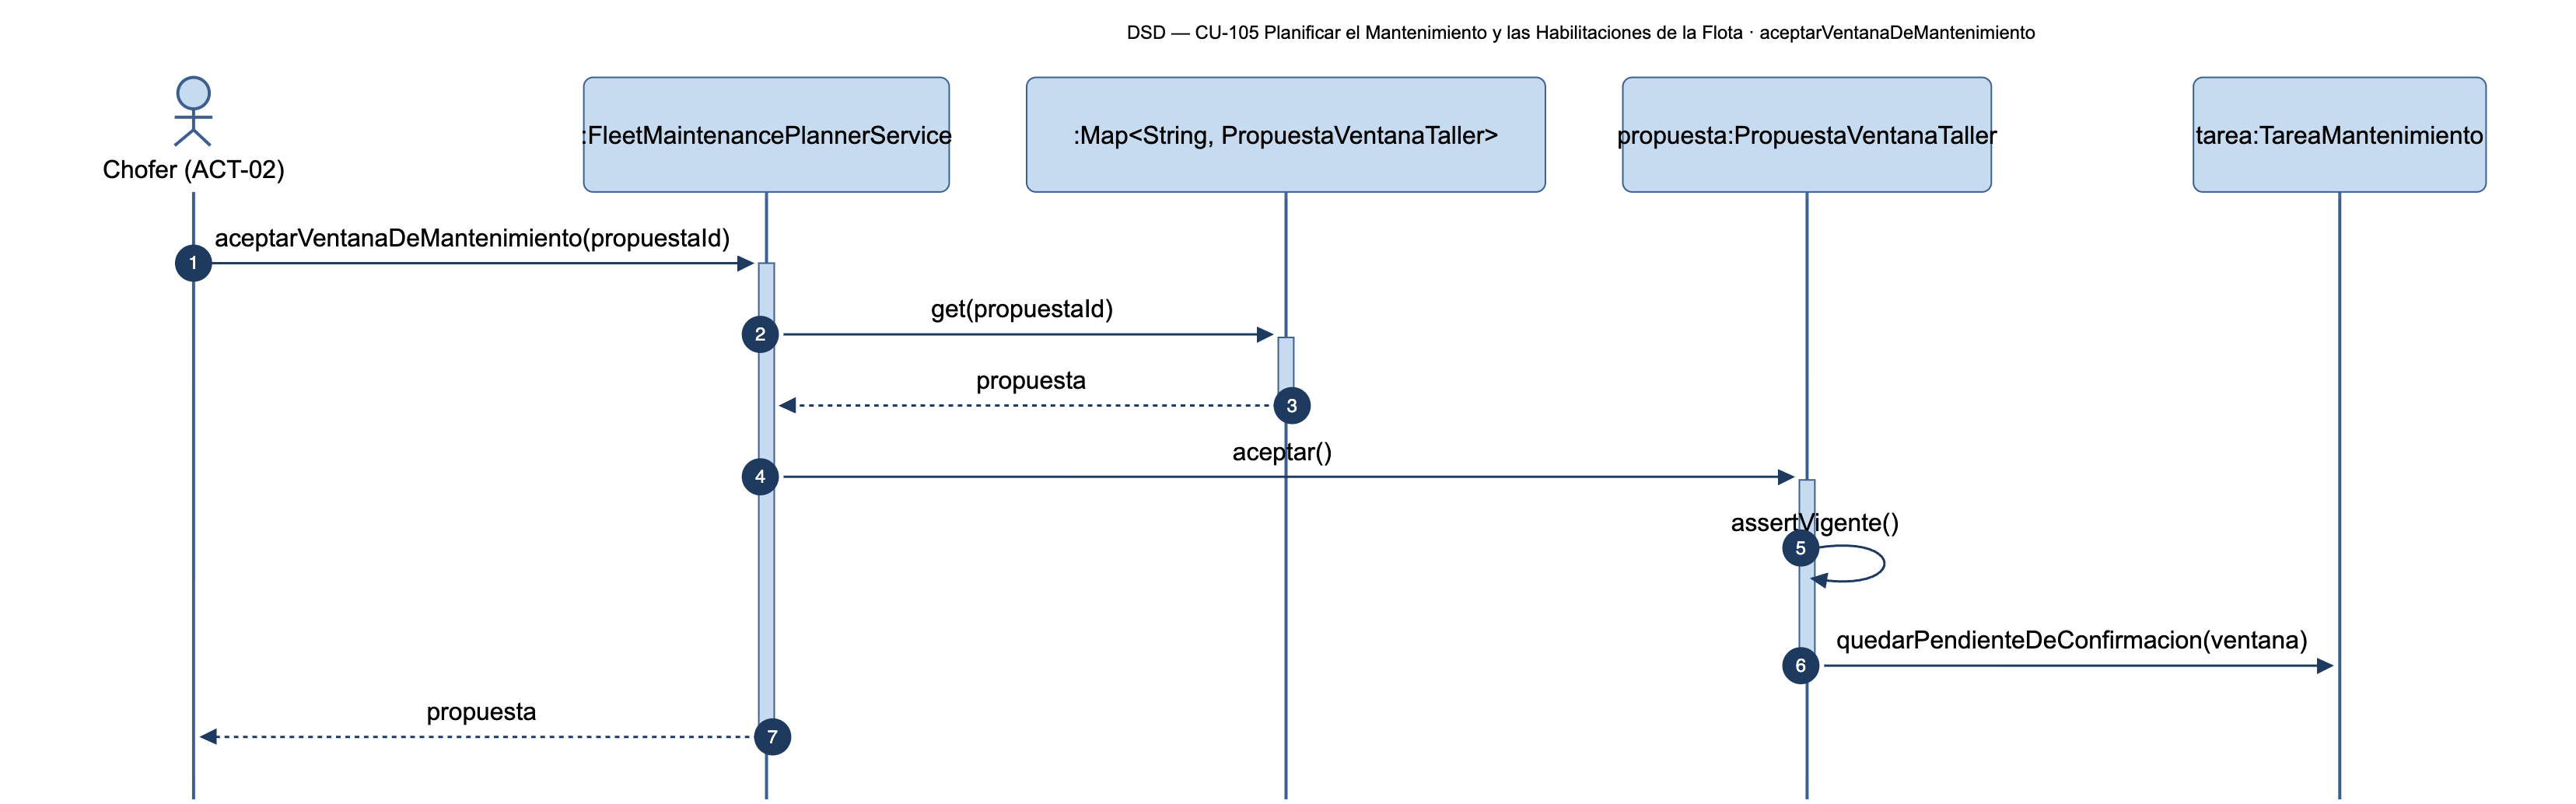 DSD — CU-105 Planificar el Mantenimiento y las Habilitaciones de la Flota · aceptarVentanaDeMantenimiento
Chofer (ACT-02)
:FleetMaintenancePlannerService
:Map<String, PropuestaVentanaTaller>
propuesta:PropuestaVentanaTaller
tarea:TareaMantenimiento
aceptarVentanaDeMantenimiento(propuestaId)
1
get(propuestaId)
2
propuesta
3
aceptar()
4
assertVigente()
5
quedarPendienteDeConfirmacion(ventana)
6
propuesta
7